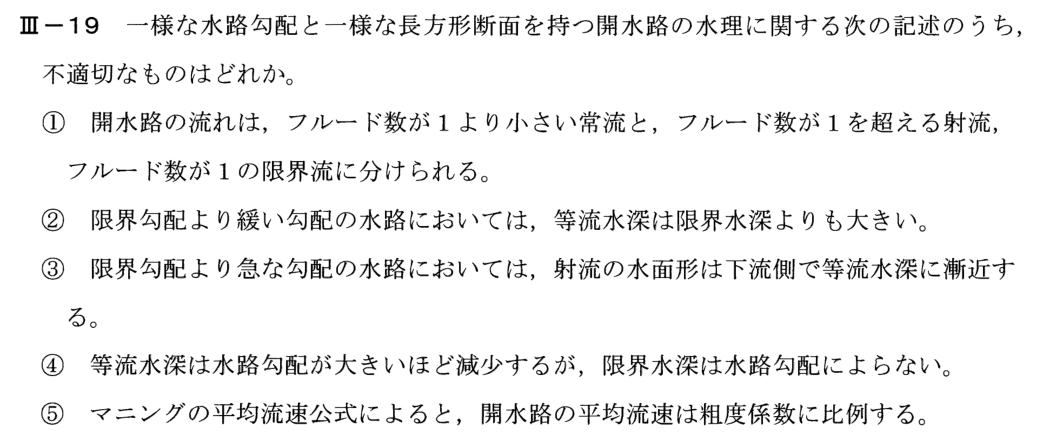 Ⅲ－19　一様な水路勾配と一様な長方形断面を持つ開水路の水理に関する次の記述のうち，
不適切なものはどれか。
①　開水路の流れは，フルード数が１より小さい常流と，フルード数が１を超える射流，
フルード数が１の限界流に分けられる。
②　限界勾配より緩い勾配の水路においては，等流水深は限界水深よりも大きい。
③　限界勾配より急な勾配の水路においては，射流の水面形は下流側で等流水深に漸近す
る。
④　等流水深は水路勾配が大きいほど減少するが，限界水深は水路勾配によらない。
⑤　マニングの平均流速公式によると，開水路の平均流速は粗度係数に比例する。